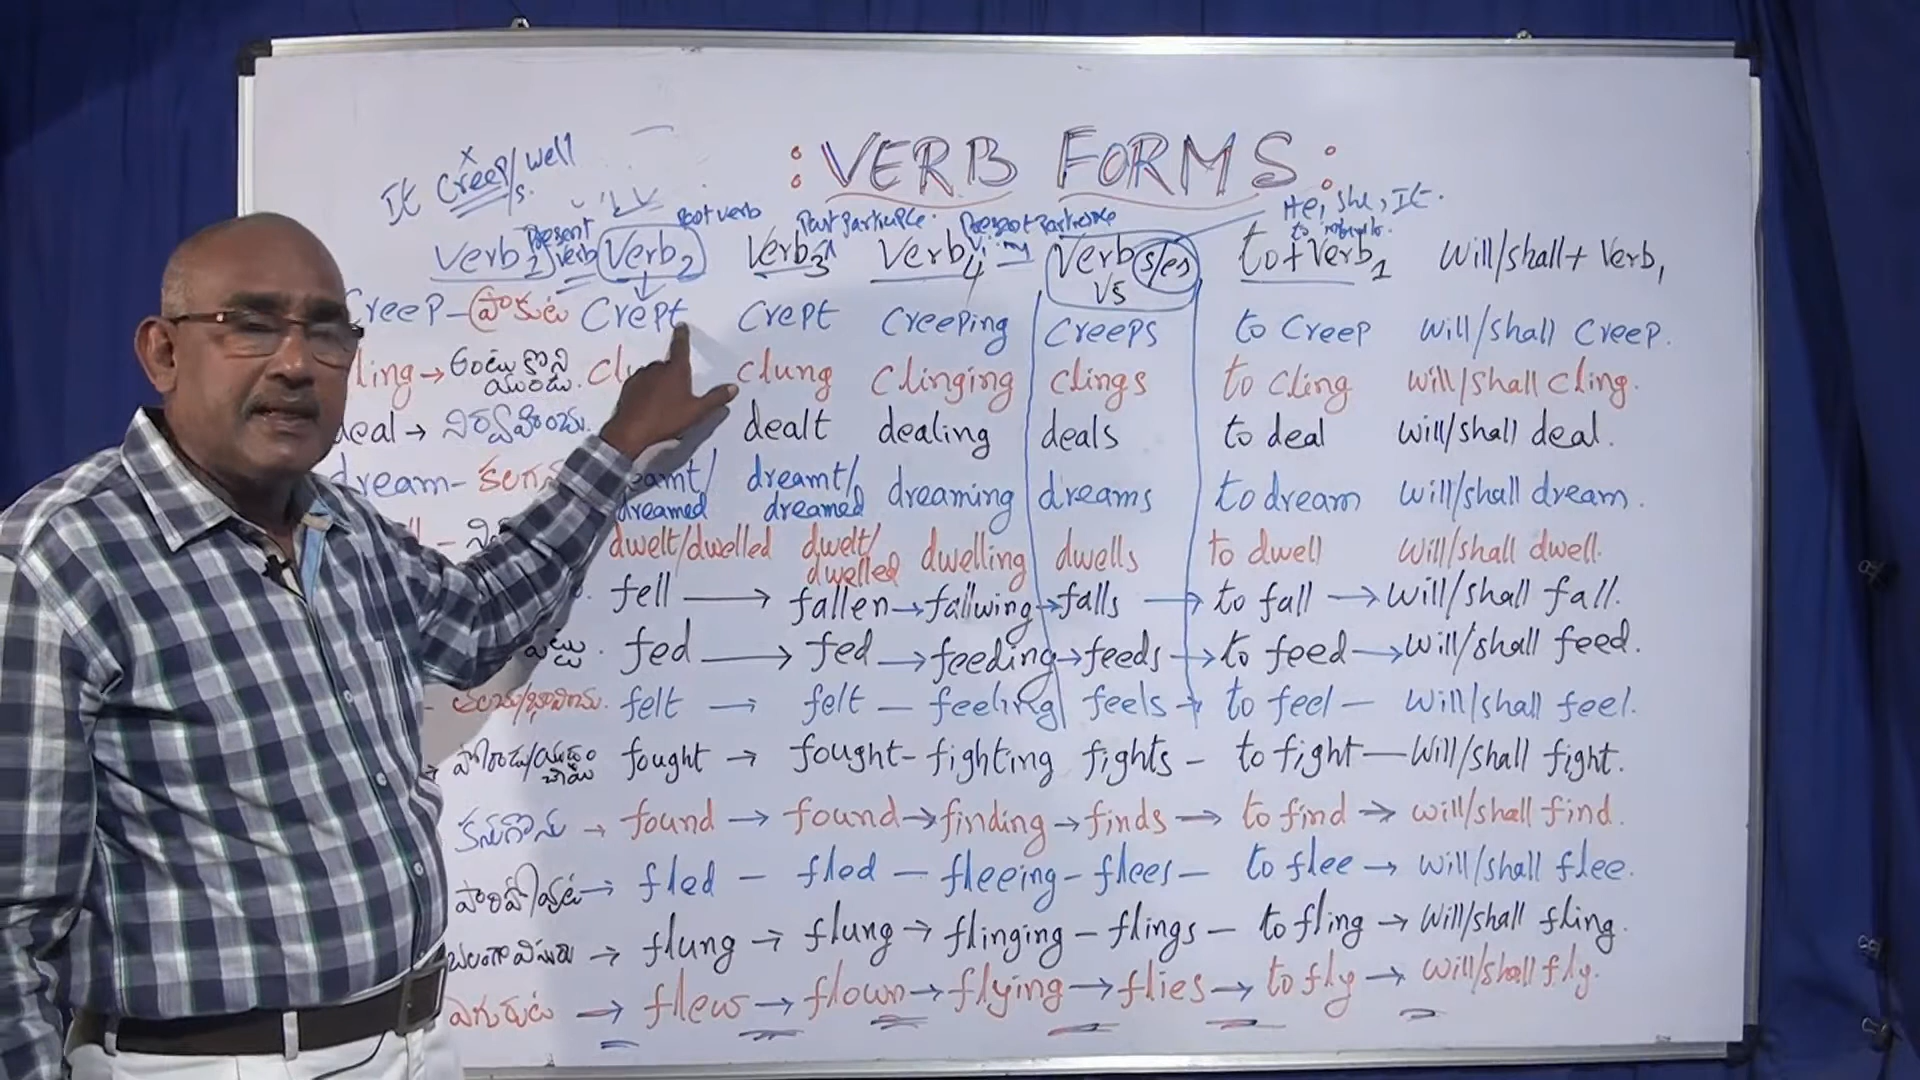 : VERB FORMS :
It Creep/s. well
x
He, she, It.
Present verb Root verb Past Participle. Present Participle
Verb1 Verb2 Verb3 Verb4 Verb s/es V5 to+Verb1 Will/shall + Verb1
Creep - ప్రాకుట Crept Crept Creeping Creeps to Creep will/shall Creep.
ling → అంటుకొని యుండు. clung Clinging clings to Cling will/shall Cling.
deal → నిర్వహించు. dealt dealing deals to deal will/shall deal.
dream - dreamed dreamt/dreamed dreaming dreams to dream will/shall dream.
dwelt/dwelled dwelt/dwelled dwelling dwells to dwell will/shall dwell.
fell → fallen → fallwing → falls → to fall → will/shall fall.
fed → fed → feeding → feeds → to feed → will/shall feed.
felt → felt — feeling feels → to feel — will/shall feel.
fought → fought - fighting fights - to fight — Will/shall fight.
కనుగొను → found → found → finding → finds → to find → will/shall find.
→ fled - fled - fleeing - flees - to flee → will/shall flee.
→ flung → flung → flinging - flings - to fling → will/shall fling.
ఎగురుట → flew → flown → flying → flies → to fly → will/shall fly.